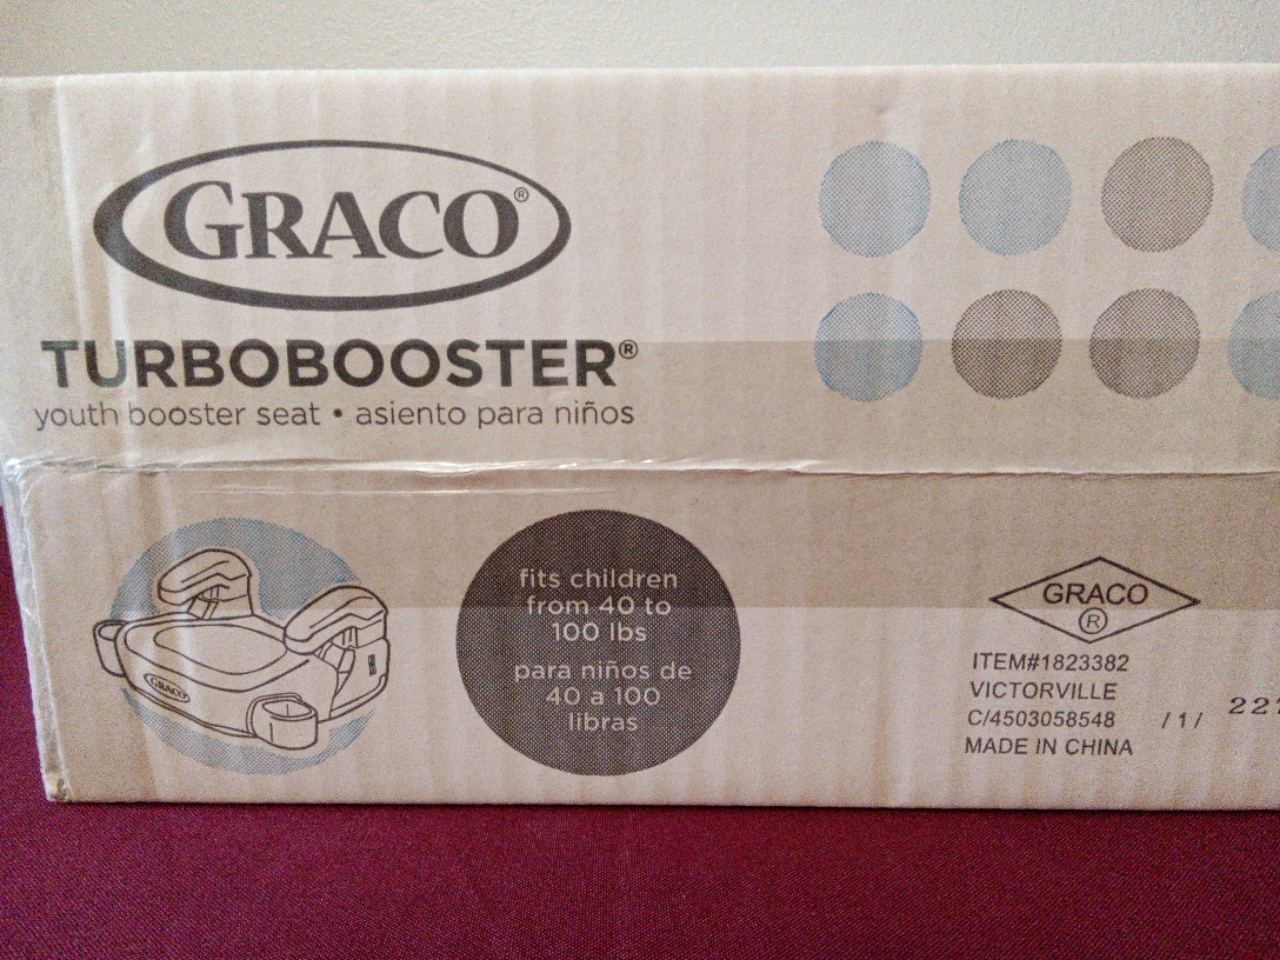 GRACO®
TURBOBOOSTER®
youth booster seat • asiento para niños
GRACO
fits children
from 40 to
100 lbs
para niños de
40 a 100
libras
GRACO
®
ITEM#1823382
VICTORVILLE
C/4503058548 /1/ 227
MADE IN CHINA